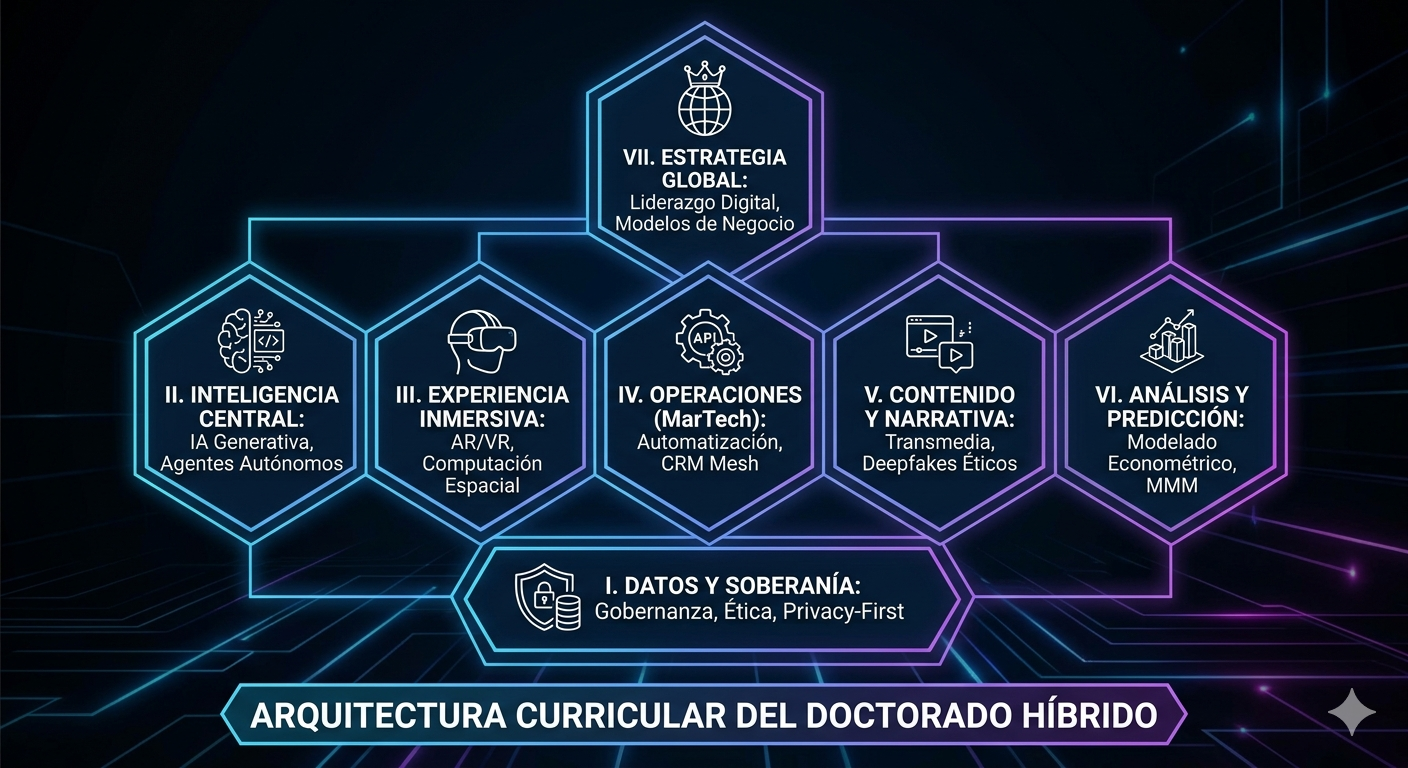 VII. ESTRATEGIA
GLOBAL:
Liderazgo Digital,
Modelos de Negocio
</>
II. INTELIGENCIA
CENTRAL:
IA Generativa,
Agentes Autónomos
III. EXPERIENCIA
INMERSIVA:
AR/VR,
Computación
Espacial
API
IV. OPERACIONES
(MarTech):
Automatización,
CRM Mesh
V. CONTENIDO
Y NARRATIVA:
Transmedia,
Deepfakes Éticos
VI. ANÁLISIS Y
PREDICCIÓN:
Modelado
Econométrico,
MMM
I. DATOS Y SOBERANÍA:
Gobernanza, Ética, Privacy-First
ARQUITECTURA CURRICULAR DEL DOCTORADO HÍBRIDO